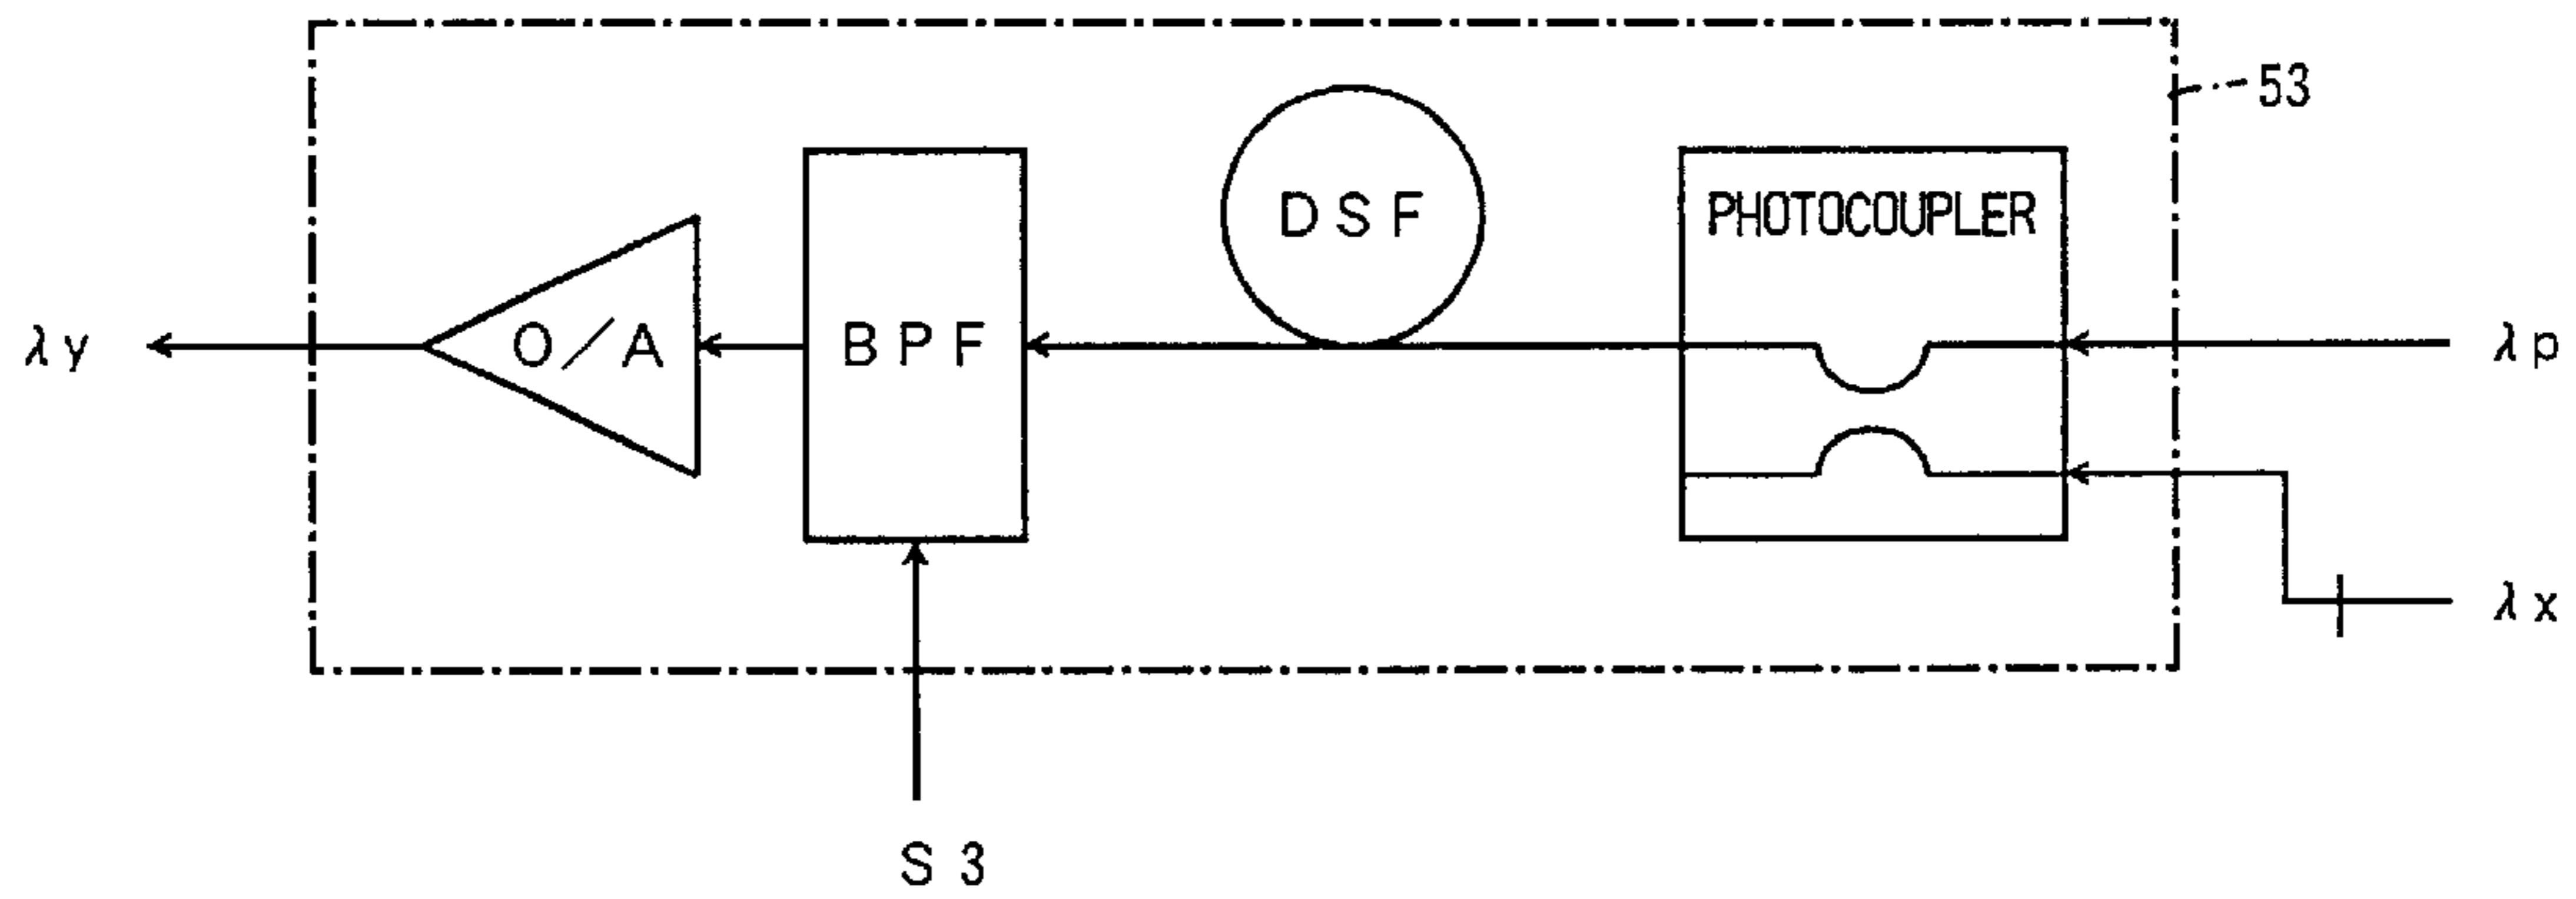 53
DSF
PHOTOCOUPLER
λy
O/A
BPF
λp
λx
S3